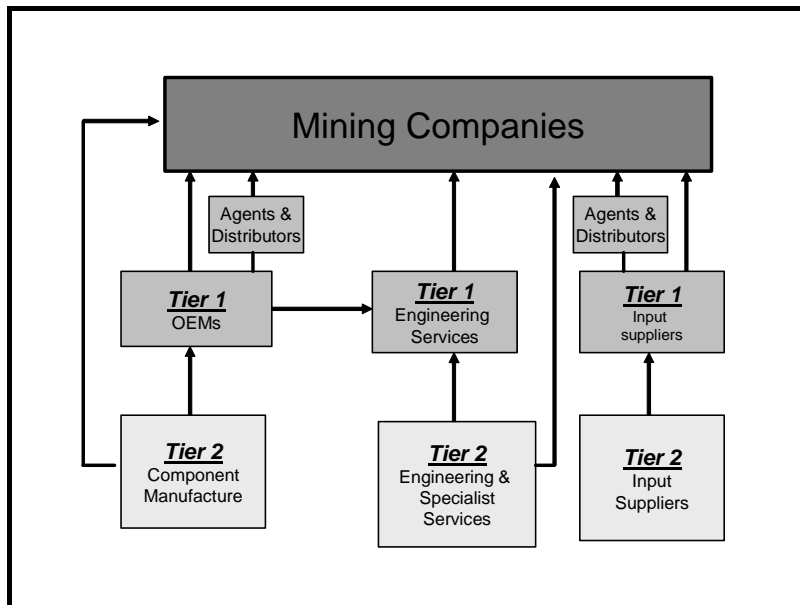 Mining Companies
Agents &
Distributors
Agents &
Distributors
Tier 1
OEMs
Tier 1
Engineering
Services
Tier 1
Input
suppliers
Tier 2
Component
Manufacture
Tier 2
Engineering &
Specialist
Services
Tier 2
Input
Suppliers